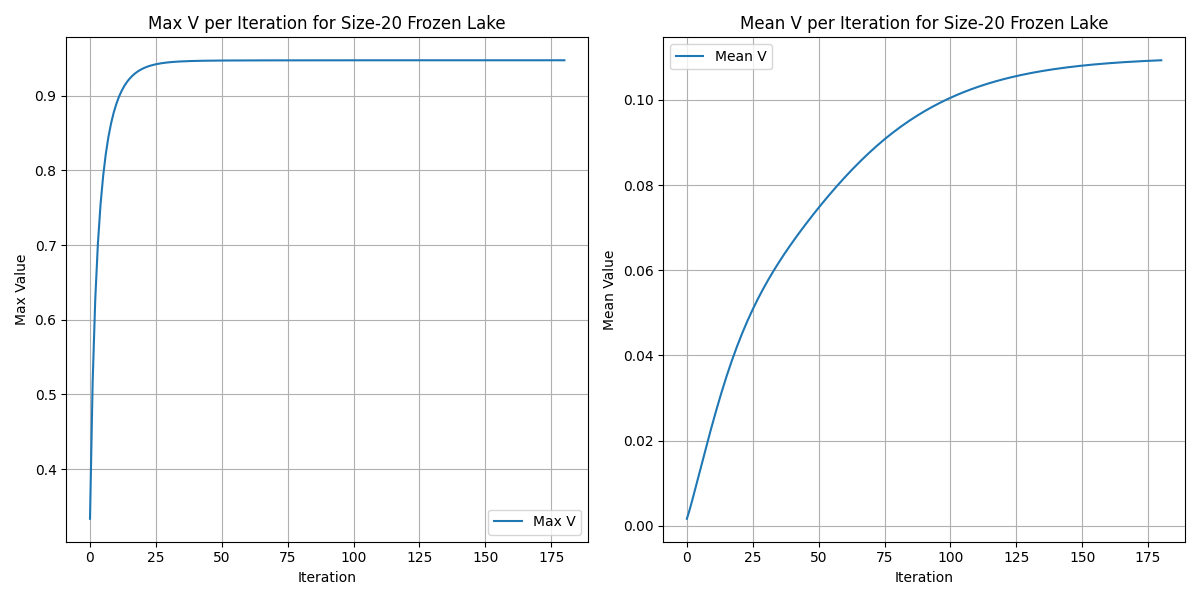 Max V per Iteration for Size-20 Frozen Lake
Max Value
0.9
0.8
0.7
0.6
0.5
0.4
Max V
0 25 50 75 100 125 150 175
Iteration
Mean V per Iteration for Size-20 Frozen Lake
Mean V
Mean Value
0.10
0.08
0.06
0.04
0.02
0.00
0 25 50 75 100 125 150 175
Iteration